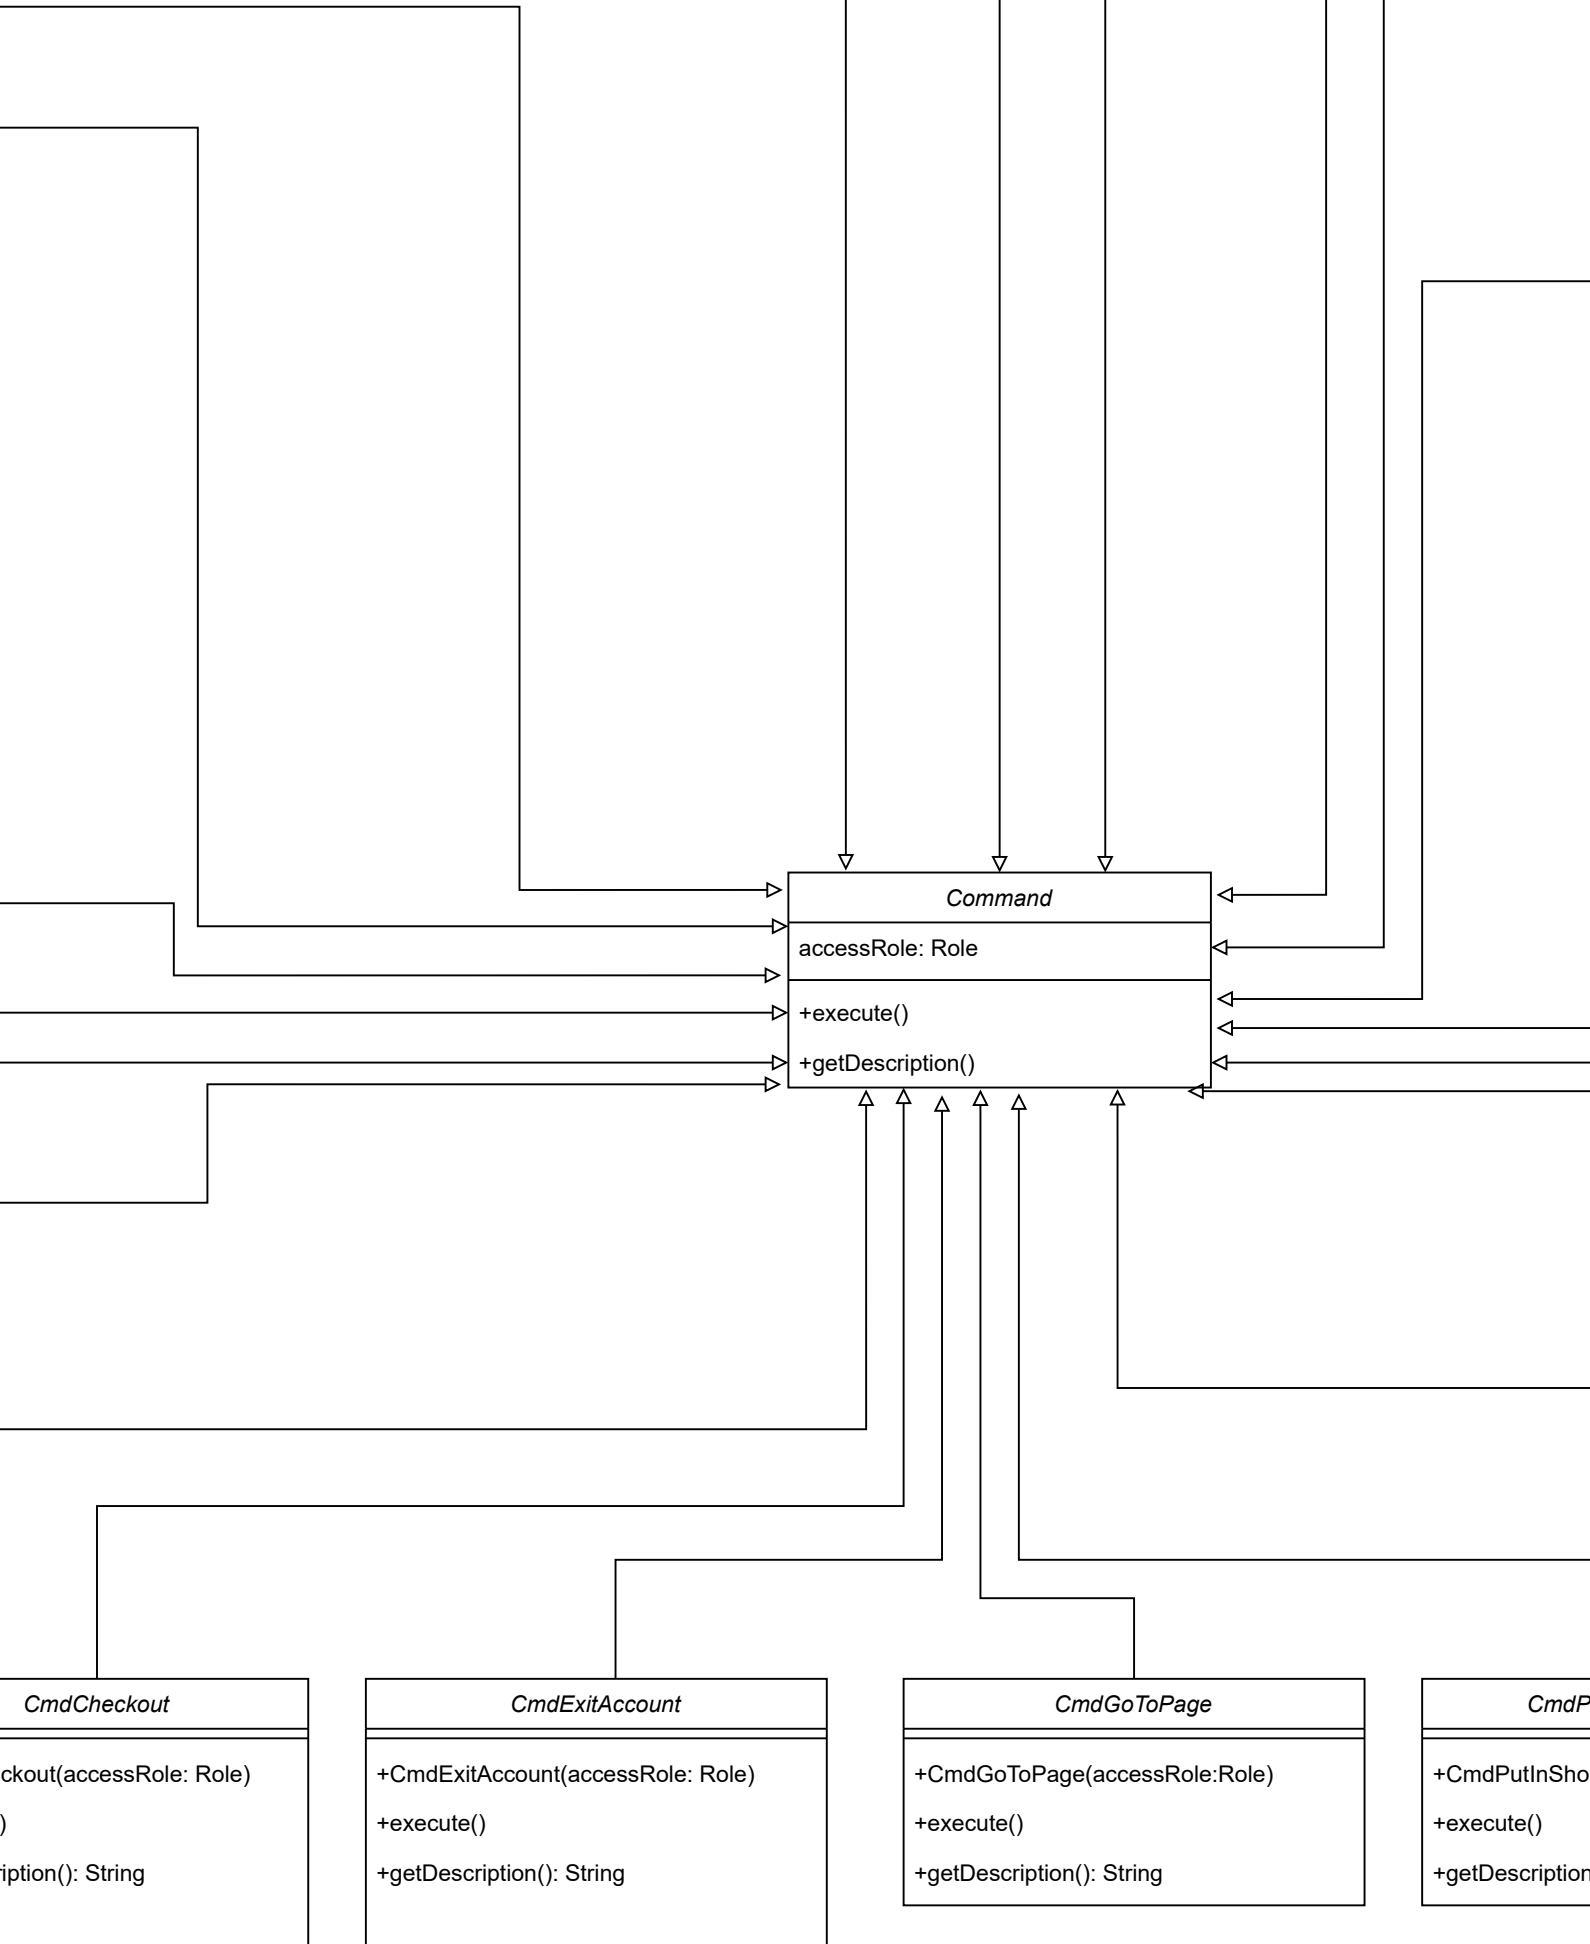 Command
accessRole: Role
+execute()
+getDescription()
CmdCheckout
ckout(accessRole: Role)
)
ription(): String
CmdExitAccount
+CmdExitAccount(accessRole: Role)
+execute()
+getDescription(): String
CmdGoToPage
+CmdGoToPage(accessRole:Role)
+execute()
+getDescription(): String
CmdP
+CmdPutInSho
+execute()
+getDescription